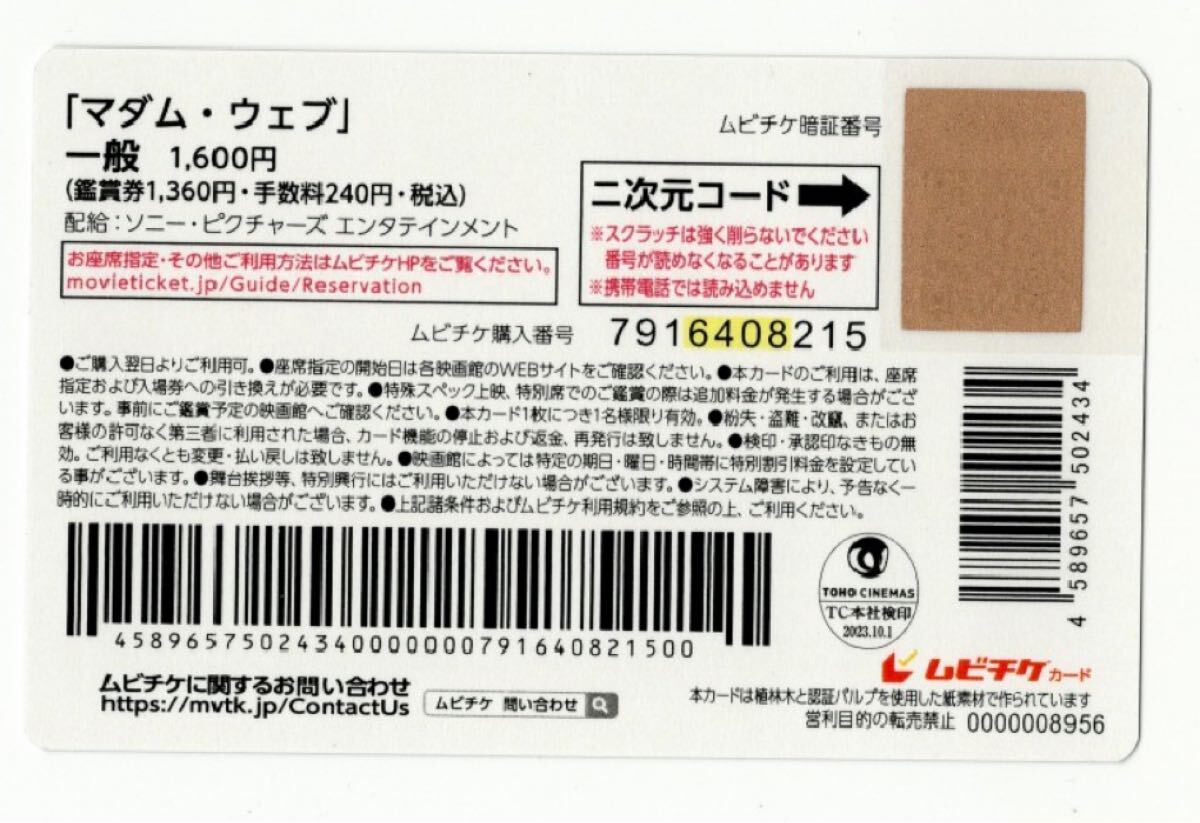 「マダム・ウェブ」
一般 1,600円
(鑑賞券1,360円・手数料240円・税込)
配給：ソニー・ピクチャーズ エンタテインメント
お座席指定・その他ご利用方法はムビチケHPをご覧ください。
movieticket.jp/Guide/Reservation
ムビチケ暗証番号
二次元コード
※スクラッチは強く削らないでください
番号が読めなくなることがあります
※携帯電話では読み込めません
ムビチケ購入番号 7916408215
●ご購入翌日よりご利用可。●座席指定の開始日は各映画館のWEBサイトをご確認ください。●本カードのご利用は、座席
指定および入場券への引き換えが必要です。●特殊スペック上映、特別席でのご鑑賞の際は追加料金が発生する場合がござ
います。事前にご鑑賞予定の映画館へご確認ください。●本カード1枚につき1名様限り有効。●紛失・盗難・改竄、またはお
客様の許可なく第三者に利用された場合、カード機能の停止および返金、再発行は致しません。●検印・承認印なきもの無
効。ご利用なくとも変更・払い戻しは致しません。●映画館によっては特定の期日・曜日・時間帯に特別割引料金を設定してい
る事がございます。●舞台挨拶等、特別興行にはご利用いただけない場合がございます。●システム障害により、予告なく一
時的にご利用いただけない場合がございます。●上記諸条件およびムビチケ利用規約をご参照の上、ご利用ください。
4 589657 502434
45896575024340000000079164082 1500
TOHO CINEMAS
TC本社検印
2023.10.1
ムビチケに関するお問い合わせ
https://mvtk.jp/ContactUs
ムビチケ 問い合わせ
ムビチケカード
本カードは植林木と認証パルプを使用した紙素材で作られています
営利目的の転売禁止 0000008956